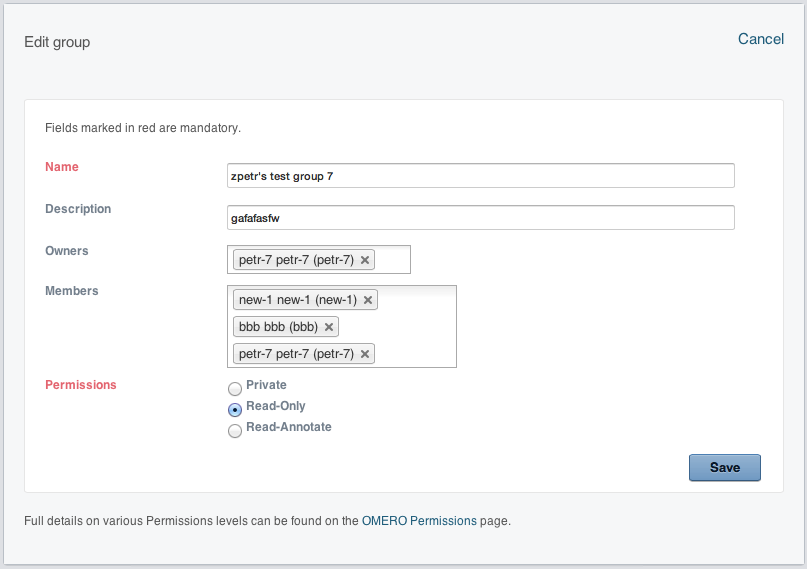 Edit group
Cancel
Fields marked in red are mandatory.
Name
zpetr's test group 7
Description
gafafasfw
Owners
petr-7 petr-7 (petr-7) ×
Members
new-1 new-1 (new-1) ×
bbb bbb (bbb) ×
petr-7 petr-7 (petr-7) ×
Permissions
Private
Read-Only
Read-Annotate
Save
Full details on various Permissions levels can be found on the OMERO Permissions page.